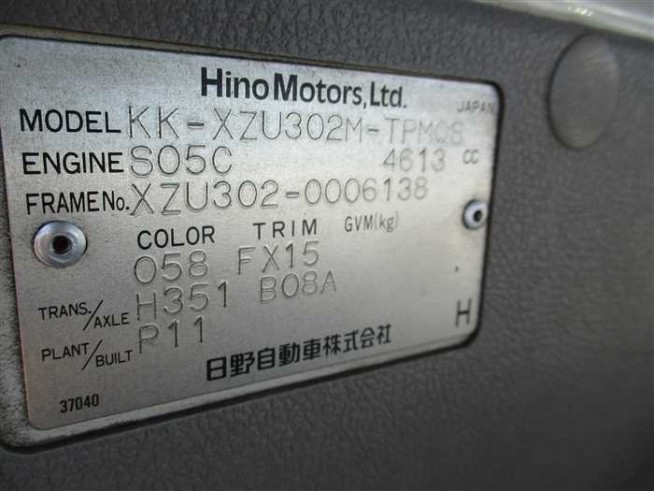 Hino Motors, Ltd.
JAPAN
MODEL KK-XZU302M-TPMQS
ENGINE S05C 4613 CC
FRAME No. XZU302-0006138
COLOR TRIM GVM(kg)
058 FX15
TRANS./AXLE H351 B08A
PLANT/BUILT P11
H
日野自動車株式会社
37040